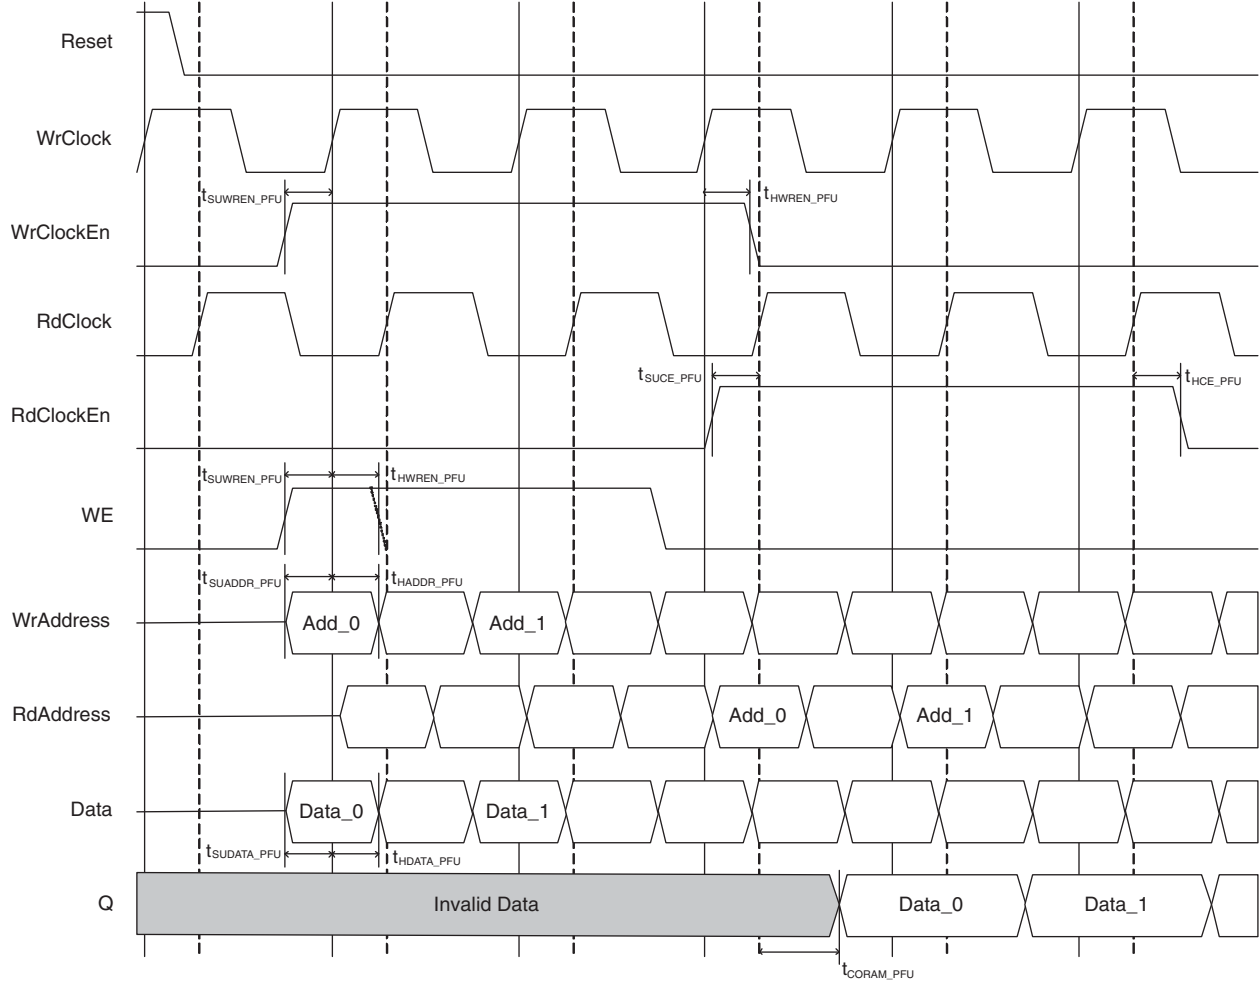 Reset
WrClock
tSUWREN_PFU
tHWREN_PFU
WrClockEn
RdClock
tSUCE_PFU
tHCE_PFU
RdClockEn
tSUWREN_PFU
tHWREN_PFU
WE
tSUADDR_PFU
tHADDR_PFU
WrAddress
Add_0
Add_1
RdAddress
Add_0
Add_1
Data
Data_0
Data_1
tSUDATA_PFU
tHDATA_PFU
Q
Invalid Data
Data_0
Data_1
tCORAM_PFU